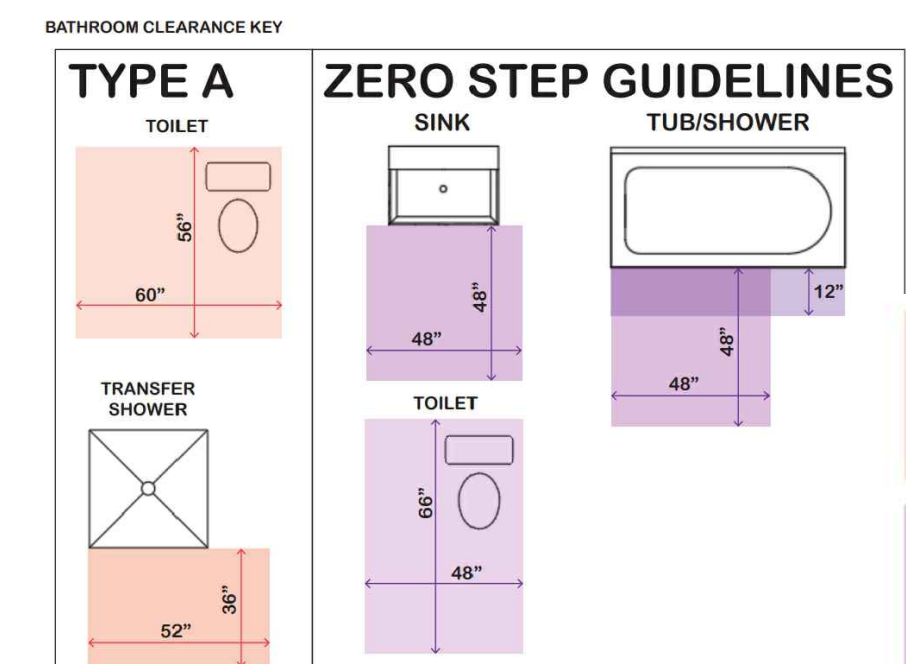 BATHROOM CLEARANCE KEY
TYPE A
TOILET
56”
60”
TRANSFER
SHOWER
36”
52”
ZERO STEP GUIDELINES
SINK
48”
48”
TOILET
66”
48”
TUB/SHOWER
12”
48”
48”